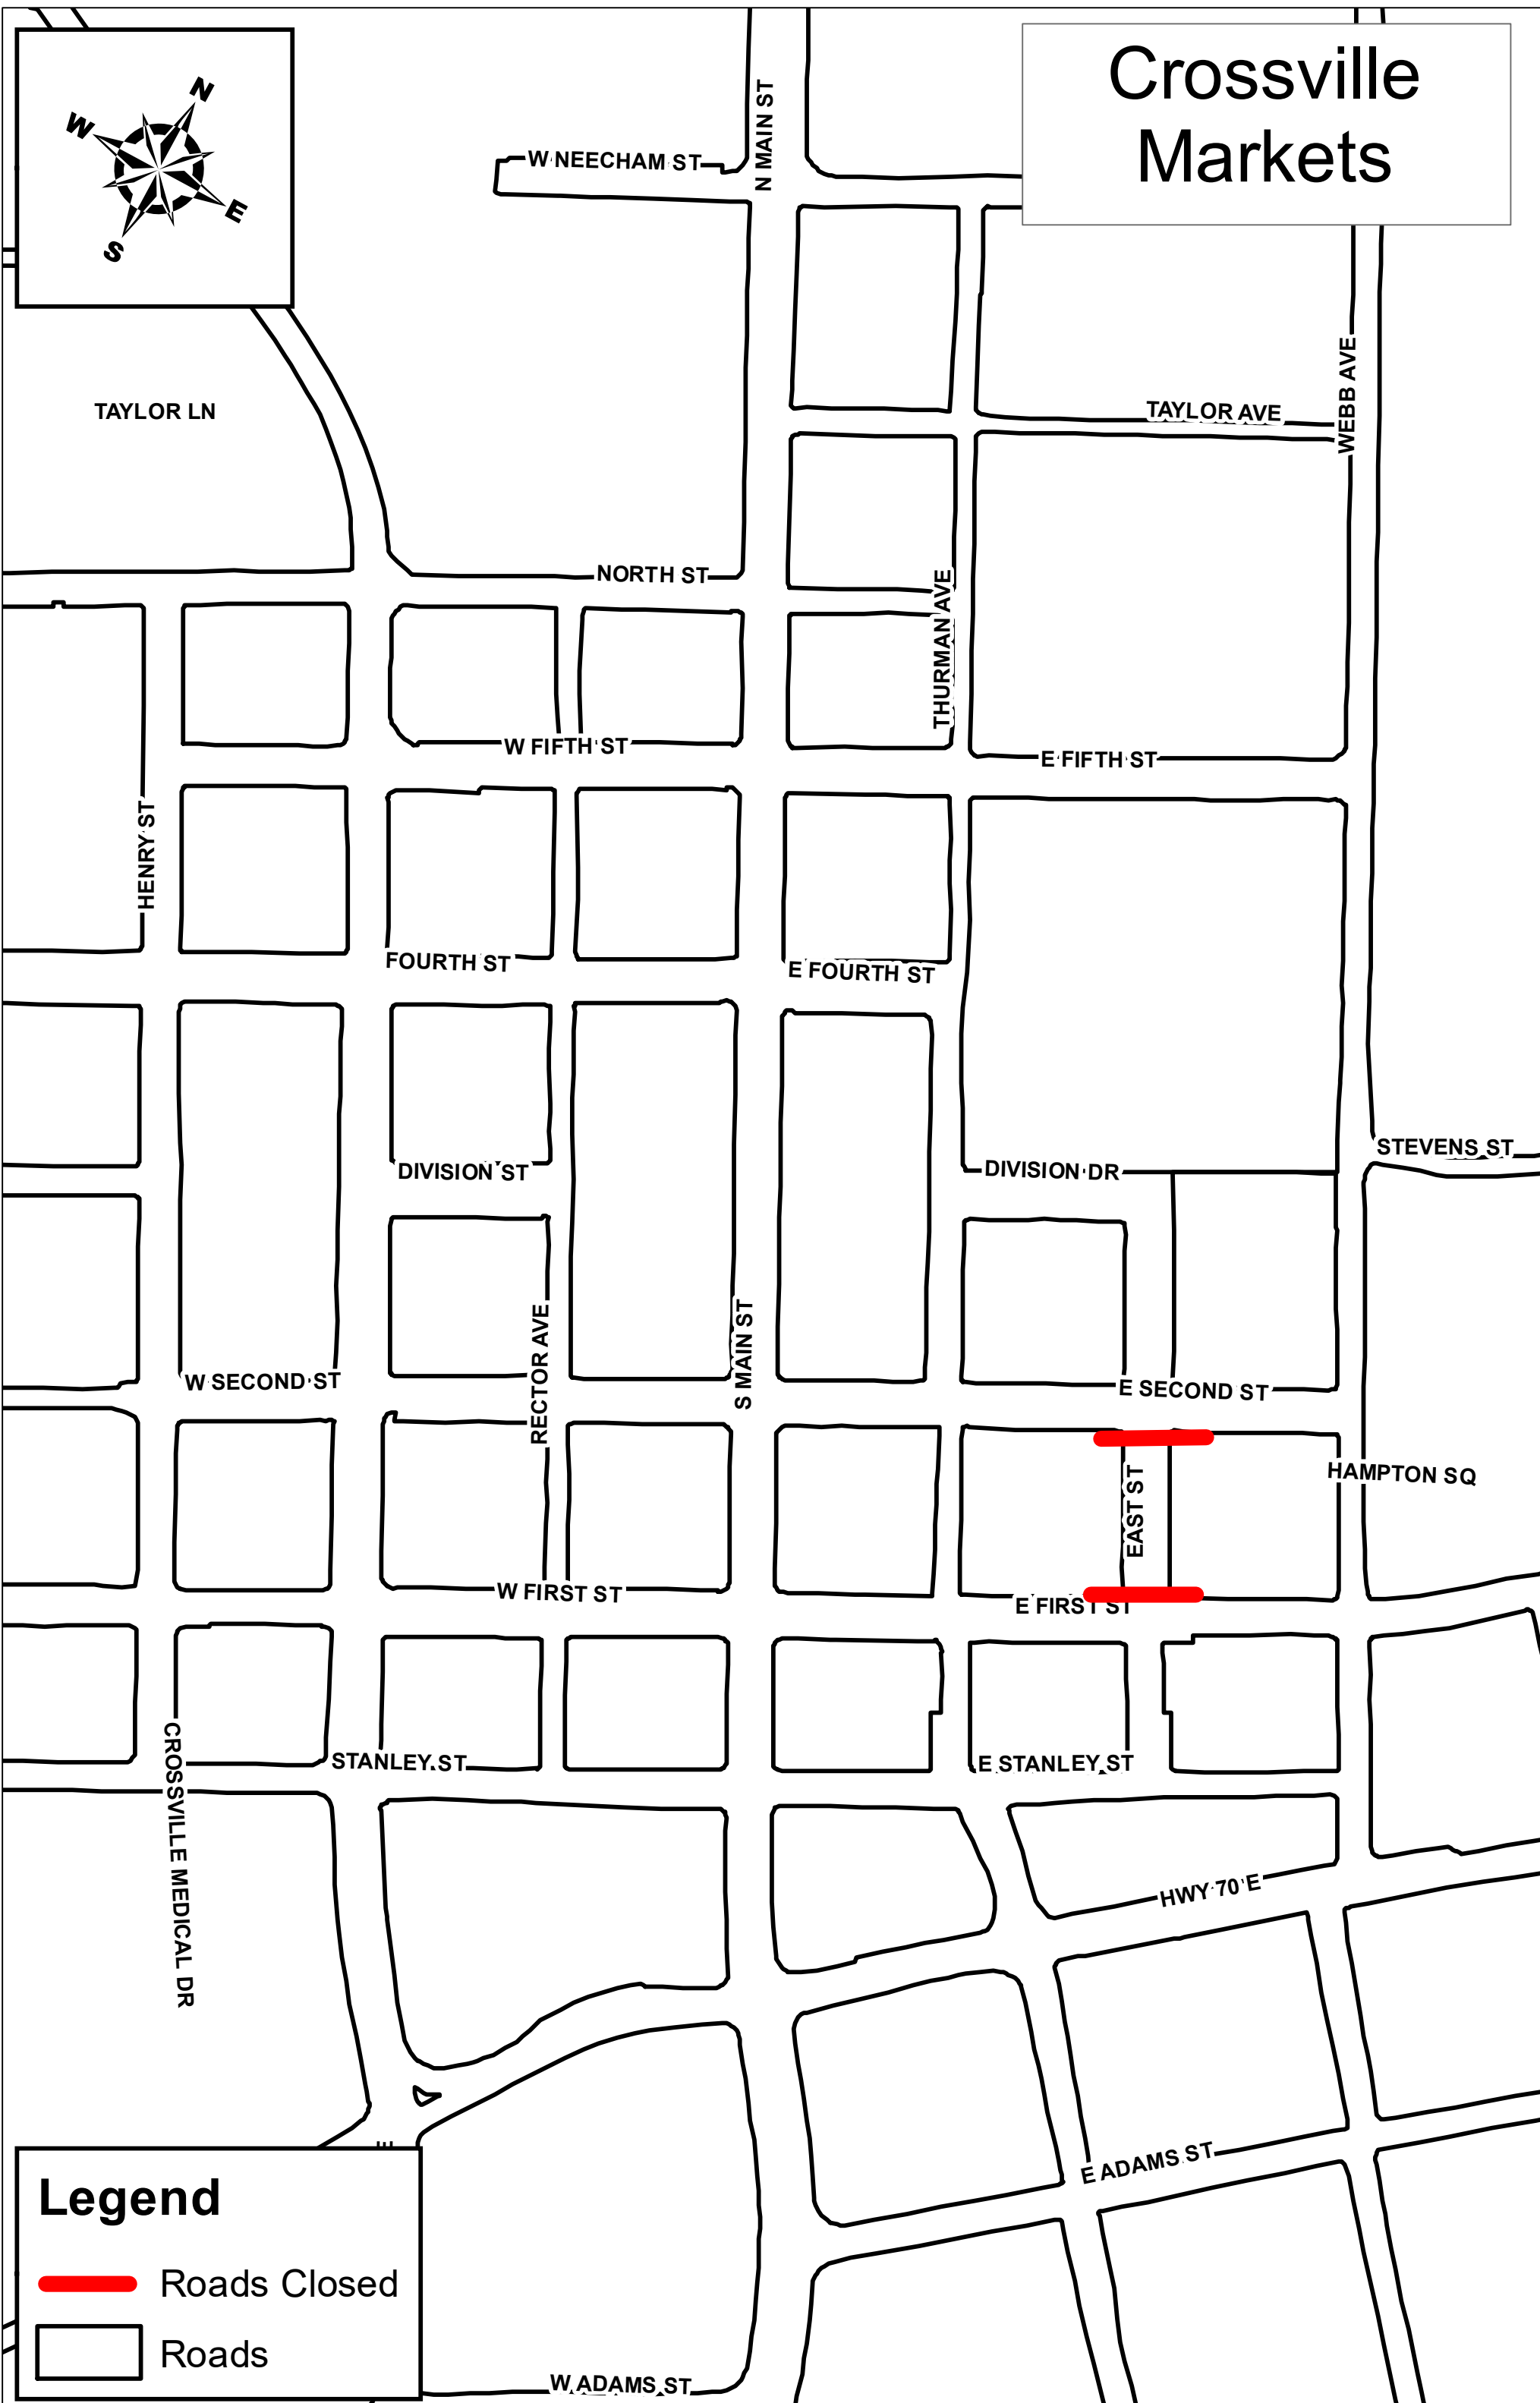 Crossville
Markets
N
W
E
S
N MAIN ST
W NEECHAM ST
TAYLOR LN
TAYLOR AVE
WEBB AVE
NORTH ST
THURMAN AVE
W FIFTH ST
E FIFTH ST
HENRY ST
FOURTH ST
E FOURTH ST
STEVENS ST
DIVISION ST
DIVISION DR
RECTOR AVE
S MAIN ST
W SECOND ST
E SECOND ST
HAMPTON SQ
EAST ST
W FIRST ST
E FIRST ST
CROSSVILLE MEDICAL DR
STANLEY ST
E STANLEY ST
HWY 70 E
E ADAMS ST
Legend
Roads Closed
Roads
W ADAMS ST